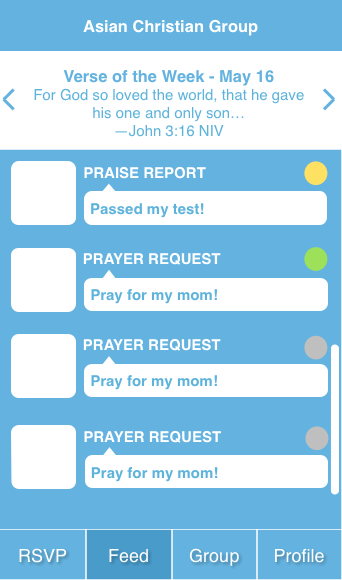 Asian Christian Group
Verse of the Week - May 16
For God so loved the world, that he gave
his one and only son…
—John 3:16 NIV
PRAISE REPORT
Passed my test!
PRAYER REQUEST
Pray for my mom!
PRAYER REQUEST
Pray for my mom!
PRAYER REQUEST
Pray for my mom!
RSVP
Feed
Group
Profile